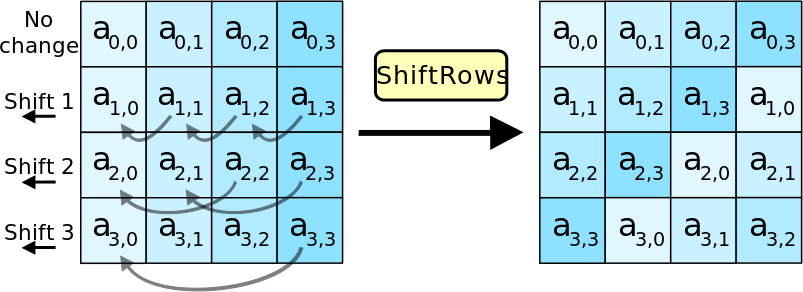 No change a0,0 a0,1 a0,2 a0,3
Shift 1 a1,0 a1,1 a1,2 a1,3
Shift 2 a2,0 a2,1 a2,2 a2,3
Shift 3 a3,0 a3,1 a3,2 a3,3
ShiftRows
a0,0 a0,1 a0,2 a0,3
a1,1 a1,2 a1,3 a1,0
a2,2 a2,3 a2,0 a2,1
a3,3 a3,0 a3,1 a3,2